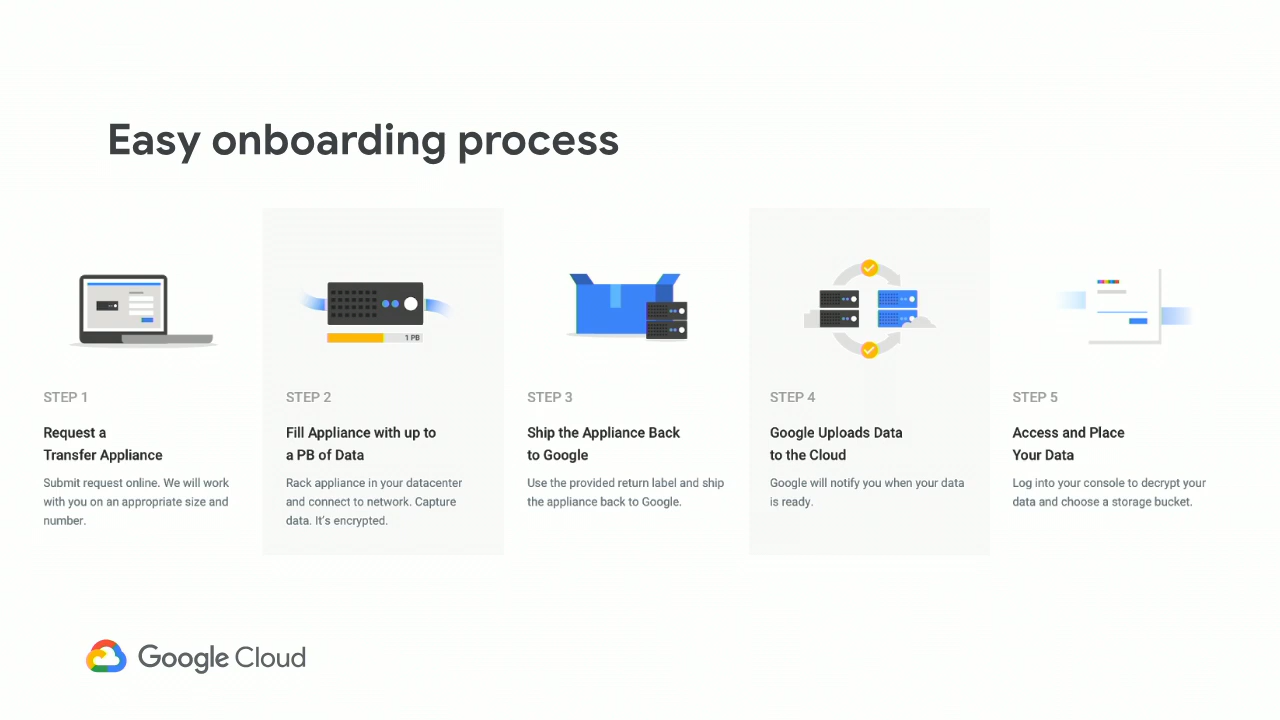 Easy onboarding process
1 PB
STEP 1
Request a
Transfer Appliance
Submit request online. We will work
with you on an appropriate size and
number.
STEP 2
Fill Appliance with up to
a PB of Data
Rack appliance in your datacenter
and connect to network. Capture
data. It's encrypted.
STEP 3
Ship the Appliance Back
to Google
Use the provided return label and ship
the appliance back to Google.
STEP 4
Google Uploads Data
to the Cloud
Google will notify you when your data
is ready.
STEP 5
Access and Place
Your Data
Log into your console to decrypt your
data and choose a storage bucket.
Google Cloud